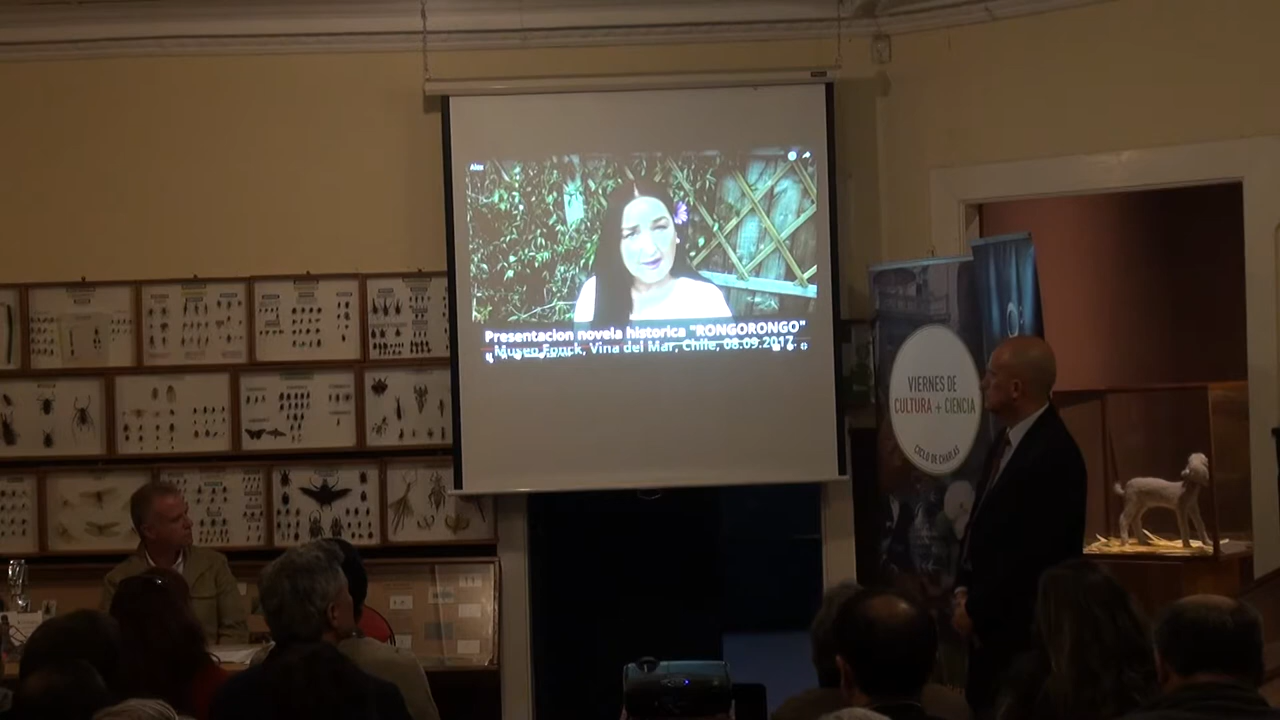 Alex
Presentacion novela historica "RONGORONGO"
Museo Fonck, Vina del Mar, Chile, 08.09.2017
VIERNES DE
CULTURA + CIENCIA
CICLO DE CHARLAS